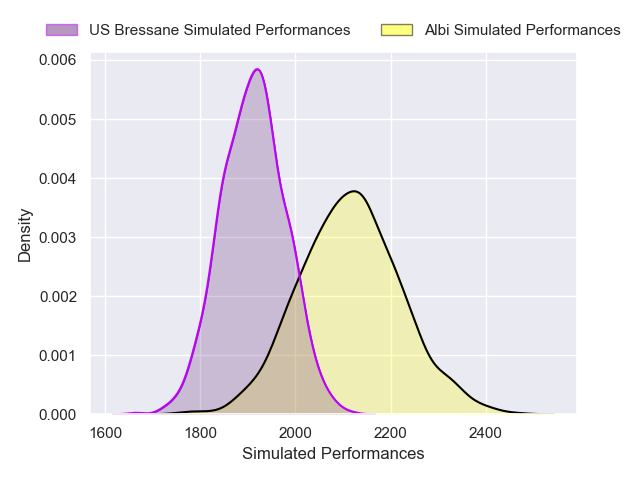 US Bressane Simulated Performances Albi Simulated Performances
0.006
0.005
0.004
0.003
0.002
0.001
0.000
Density
1600 1800 2000 2200 2400
Simulated Performances